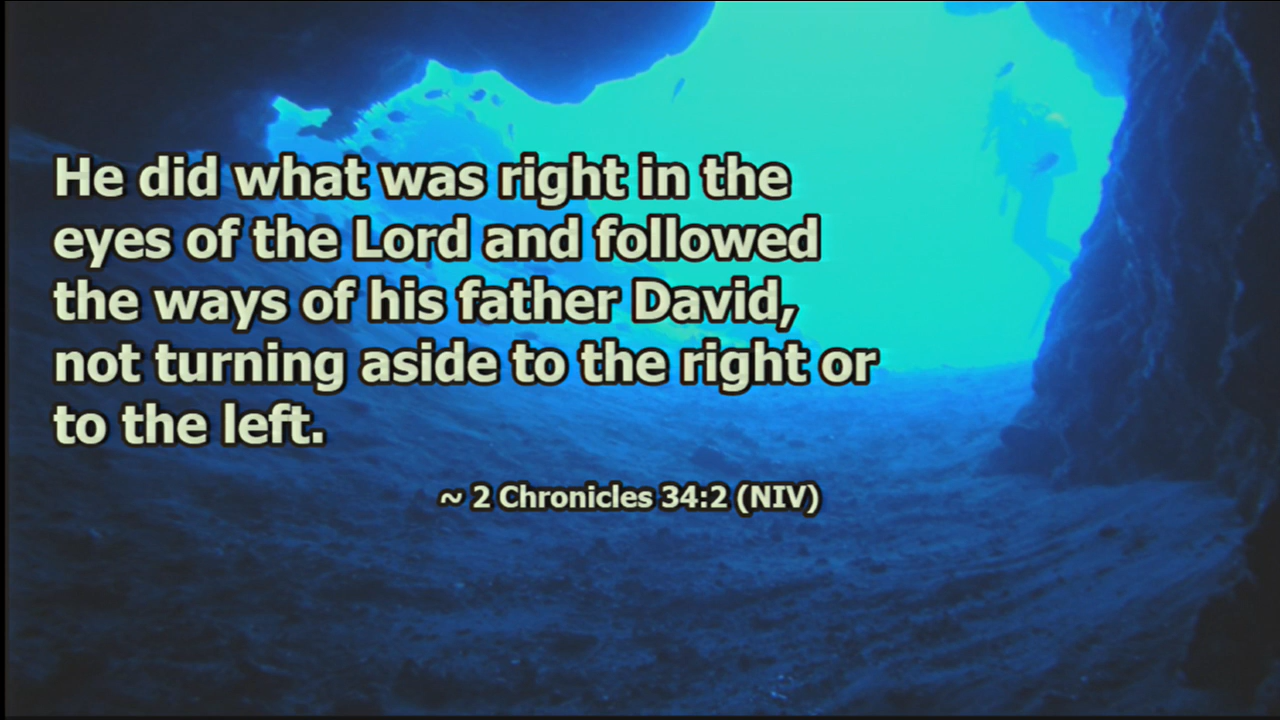 He did what was right in the
eyes of the Lord and followed
the ways of his father David,
not turning aside to the right or
to the left.
~ 2 Chronicles 34:2 (NIV)